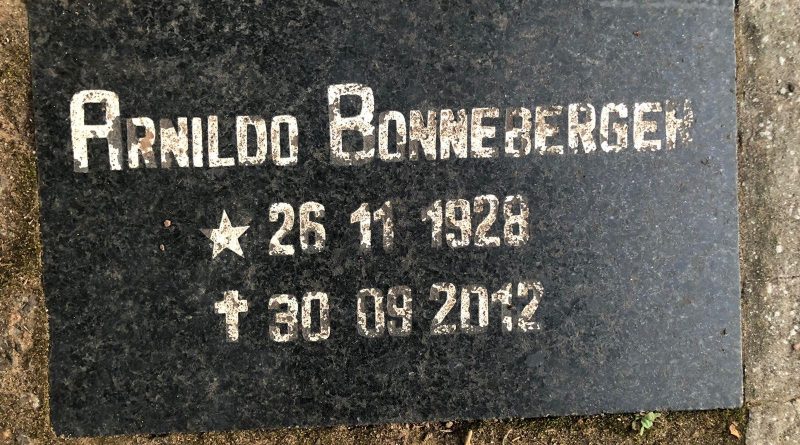 Arnildo Bonneberger
★ 26 11 1928
✝ 30 09 2012